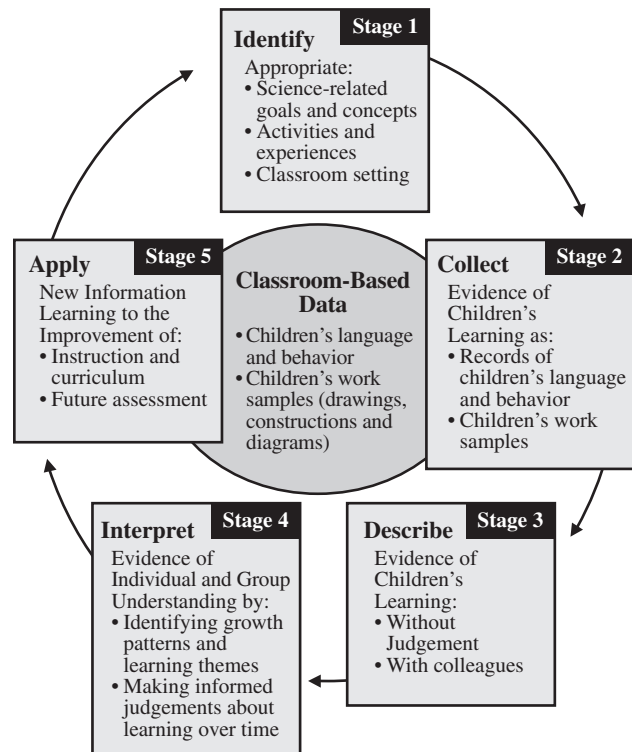 Stage 1
Identify
Appropriate:
• Science-related
goals and concepts
• Activities and
experiences
• Classroom setting
Stage 2
Collect
Evidence of
Children's
Learning as:
• Records of
children's language
and behavior
• Children's work
samples
Stage 3
Describe
Evidence of
Children's
Learning:
• Without
Judgement
• With colleagues
Stage 4
Interpret
Evidence of
Individual and Group
Understanding by:
• Identifying growth
patterns and
learning themes
• Making informed
judgements about
learning over time
Stage 5
Apply
New Information
Learning to the
Improvement of:
• Instruction and
curriculum
• Future assessment
Classroom-Based
Data
• Children's language
and behavior
• Children's work
samples (drawings,
constructions and
diagrams)